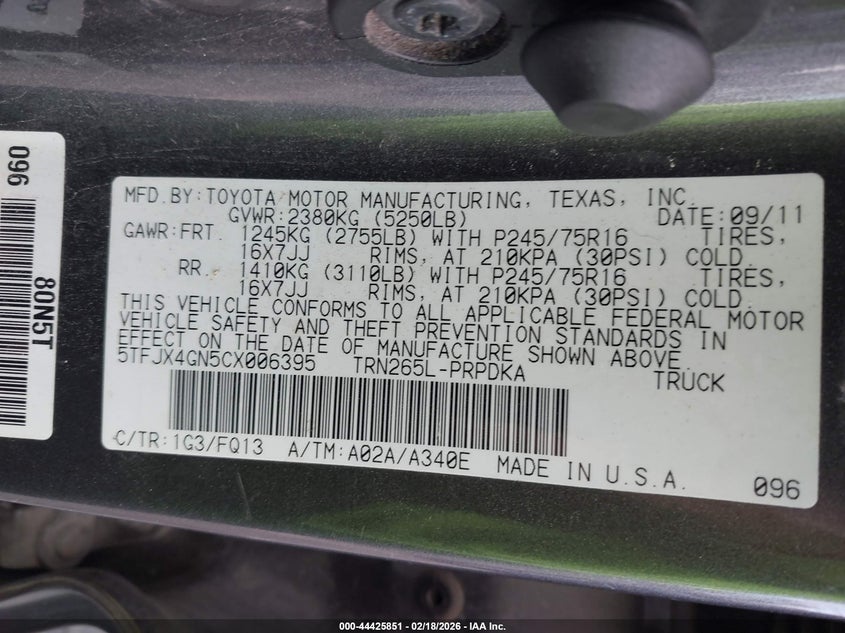 096
80N5T
MFD.BY:TOYOTA MOTOR MANUFACTURING, TEXAS, INC.
GVWR:2380KG (5250LB) DATE:09/11
GAWR:FRT. 1245KG (2755LB) WITH P245/75R16 TIRES,
16X7JJ RIMS, AT 210KPA (30PSI) COLD
RR. 1410KG (3110LB) WITH P245/75R16 TIRES,
16X7JJ RIMS, AT 210KPA (30PSI) COLD.
THIS VEHICLE CONFORMS TO ALL APPLICABLE FEDERAL MOTOR
VEHICLE SAFETY AND THEFT PREVENTION STANDARDS IN
EFFECT ON THE DATE OF MANUFACTURE SHOWN ABOVE.
5TFJX4GN5CX006395 TRN265L-PRPDKA TRUCK
C/TR:1G3/FQ13 A/TM:A02A/A340E MADE IN U.S.A.
096
000-44425851 | 02/18/2026 - IAA Inc.